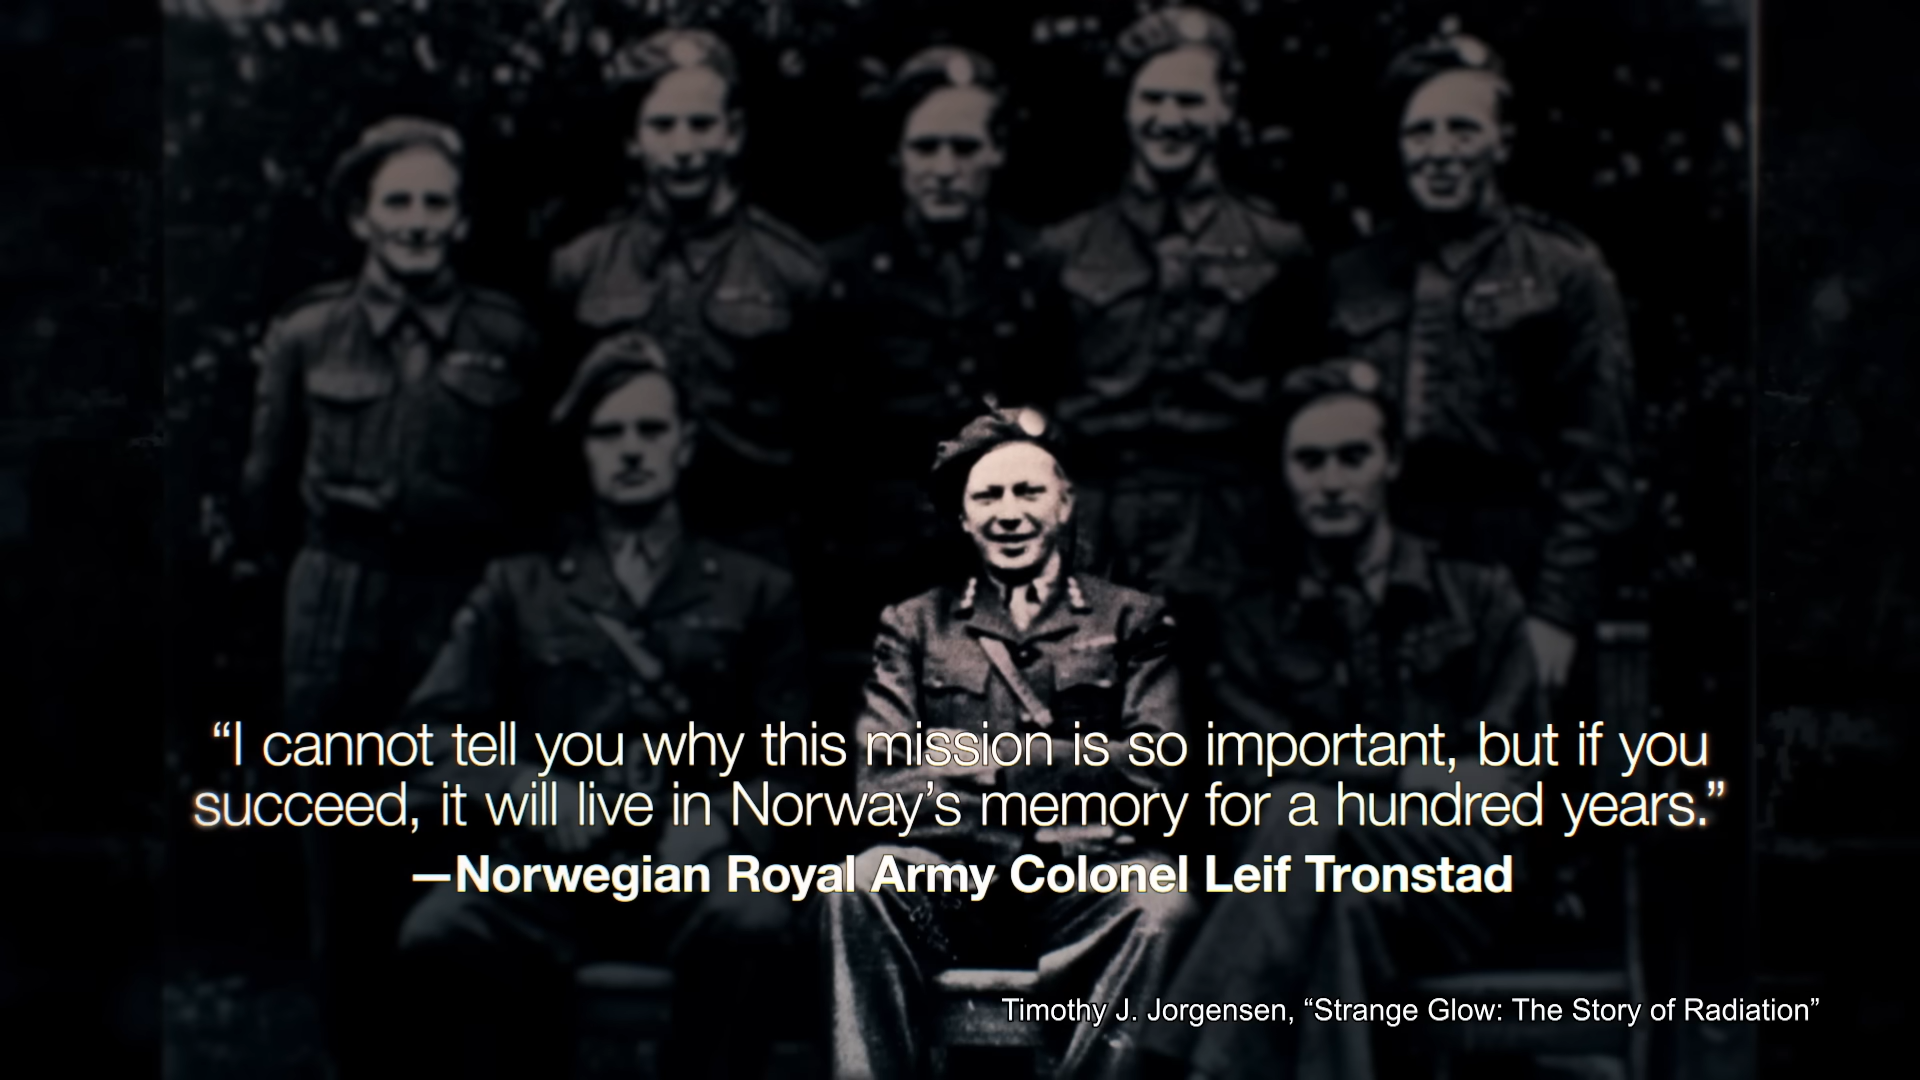 “I cannot tell you why this mission is so important, but if you
succeed, it will live in Norway’s memory for a hundred years.”
—Norwegian Royal Army Colonel Leif Tronstad
Timothy J. Jorgensen, “Strange Glow: The Story of Radiation”